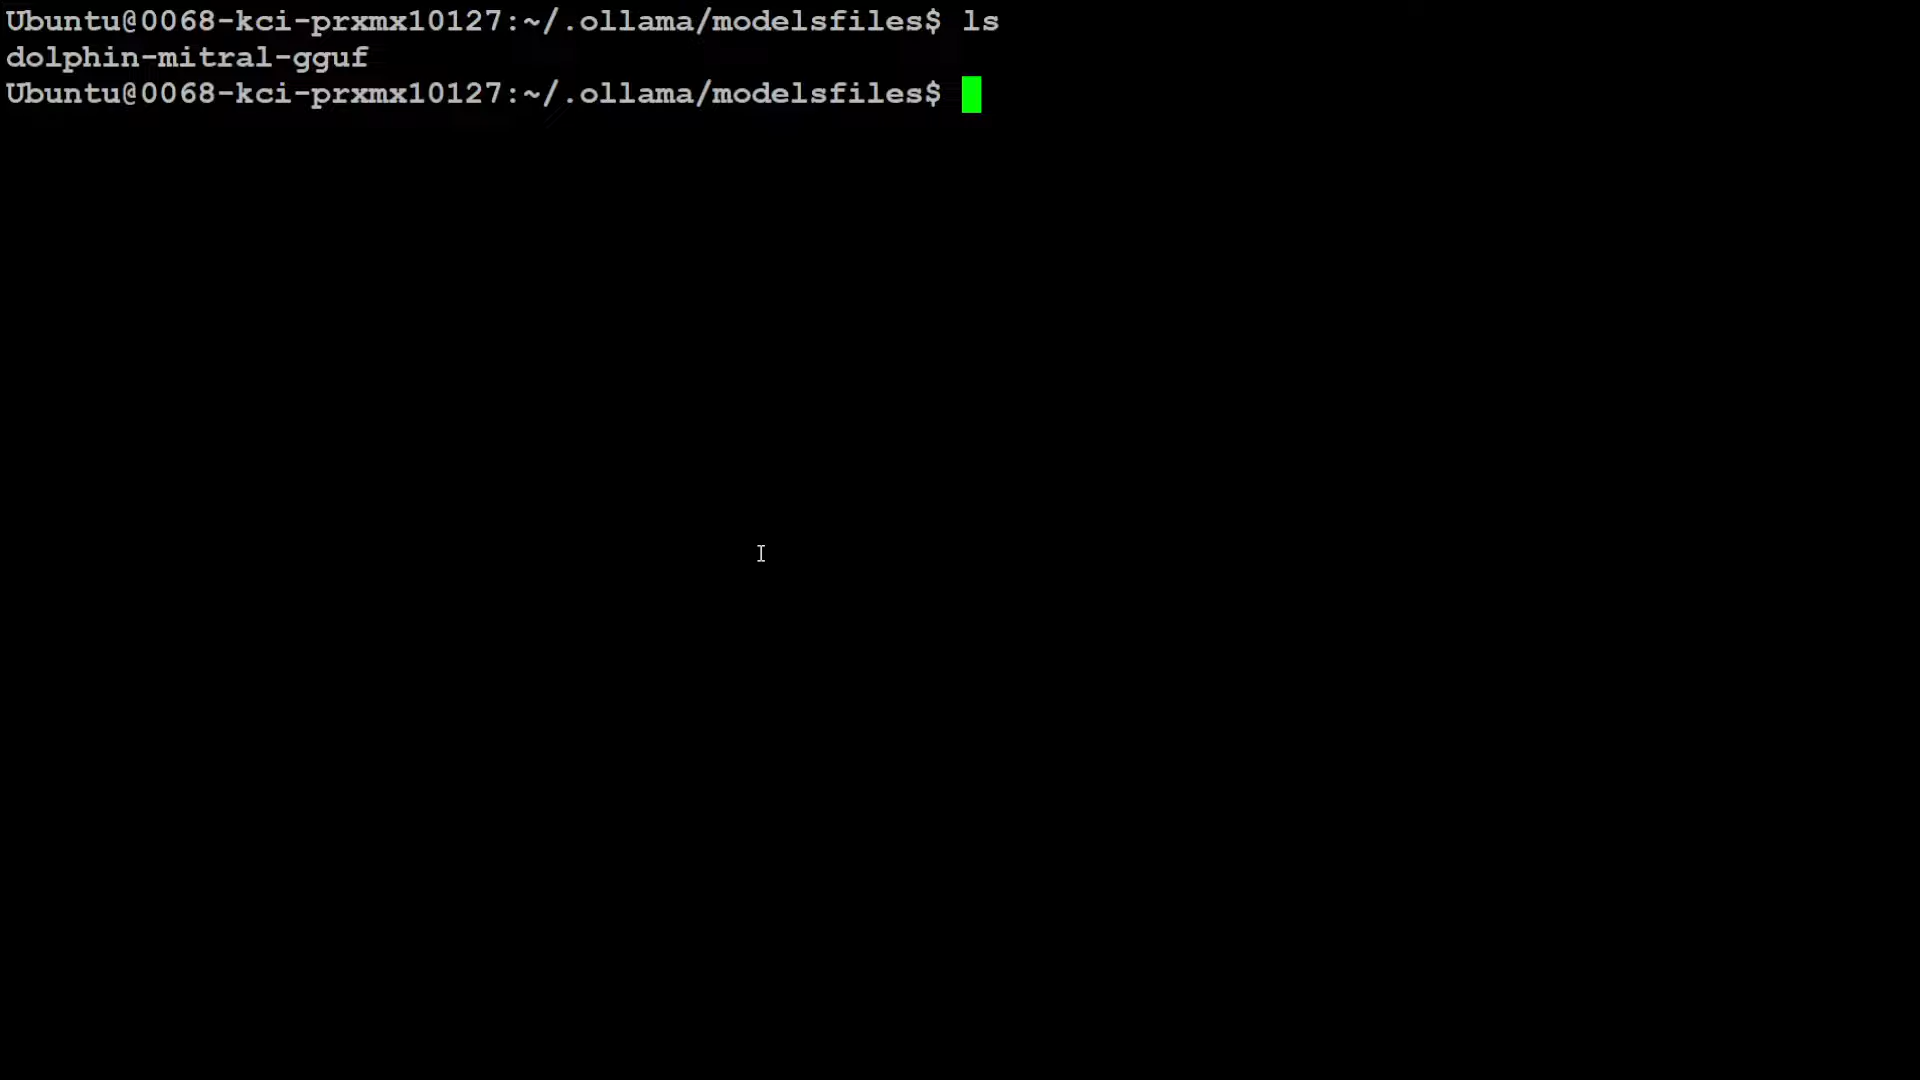 Ubuntu@0068-kci-prxmx10127:~/.ollama/modelsfiles$ ls
dolphin-mitral-gguf
Ubuntu@0068-kci-prxmx10127:~/.ollama/modelsfiles$